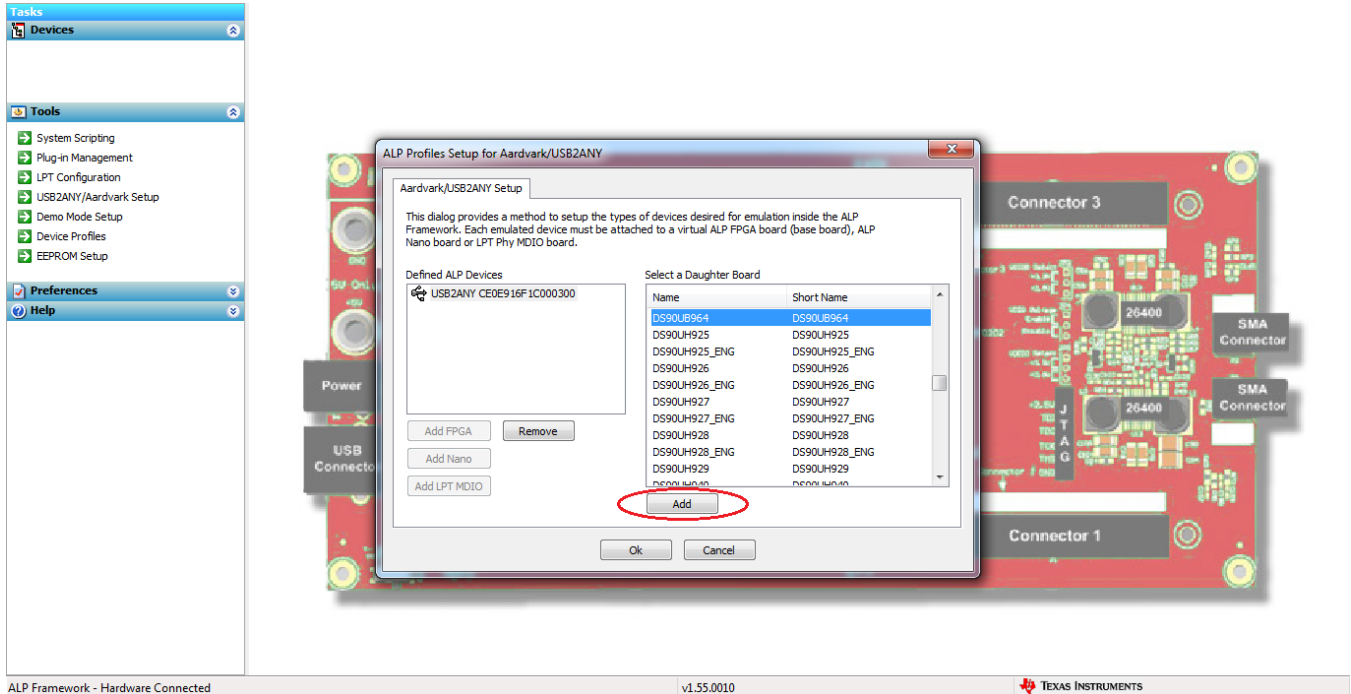 Tasks
Devices
Tools
System Scripting
Plug-in Management
LPT Configuration
USB2ANY/Aardvark Setup
Demo Mode Setup
Device Profiles
EEPROM Setup
Preferences
Help
ALP Profiles Setup for Aardvark/USB2ANY
Aardvark/USB2ANY Setup
This dialog provides a method to setup the types of devices desired for emulation inside the ALP
Framework. Each emulated device must be attached to a virtual ALP FPGA board (base board), ALP
Nano board or LPT Phy MDIO board.
Defined ALP Devices
USB2ANY CE0E916F1C000300
Add FPGA Remove
Add Nano
Add LPT MDIO
Select a Daughter Board
Name Short Name
DS90UB964 DS90UB964
DS90UH925 DS90UH925
DS90UH925_ENG DS90UH925_ENG
DS90UH926 DS90UH926
DS90UH926_ENG DS90UH926_ENG
DS90UH927 DS90UH927
DS90UH927_ENG DS90UH927_ENG
DS90UH928 DS90UH928
DS90UH928_ENG DS90UH928_ENG
DS90UH929 DS90UH929
DS90UH940 DS90UH940
Add
Ok Cancel
GND
Power
USB
Connecto
Connector 3
26400
SMA
Connector
SMA
Connector
26400
JTAG
Connector 1
ALP Framework - Hardware Connected v1.55.0010 TEXAS INSTRUMENTS